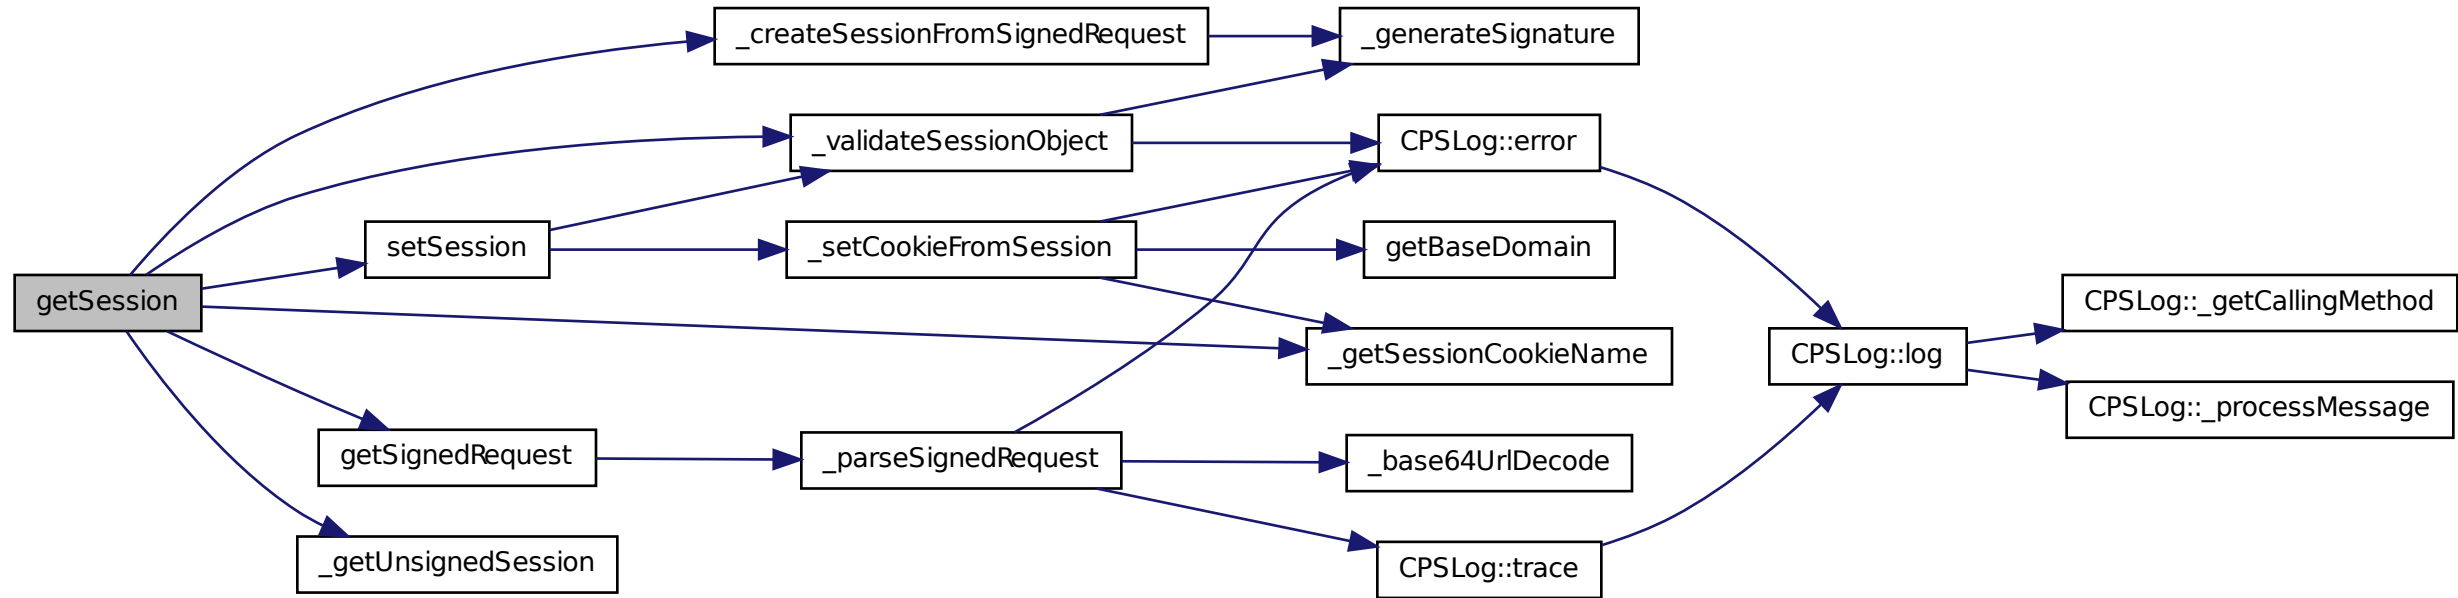 _createSessionFromSignedRequest
_generateSignature
_validateSessionObject
CPSLog::error
setSession
_setCookieFromSession
getBaseDomain
getSession
CPSLog::_getCallingMethod
_getSessionCookieName
CPSLog::log
CPSLog::_processMessage
getSignedRequest
_parseSignedRequest
_base64UrlDecode
_getUnsignedSession
CPSLog::trace